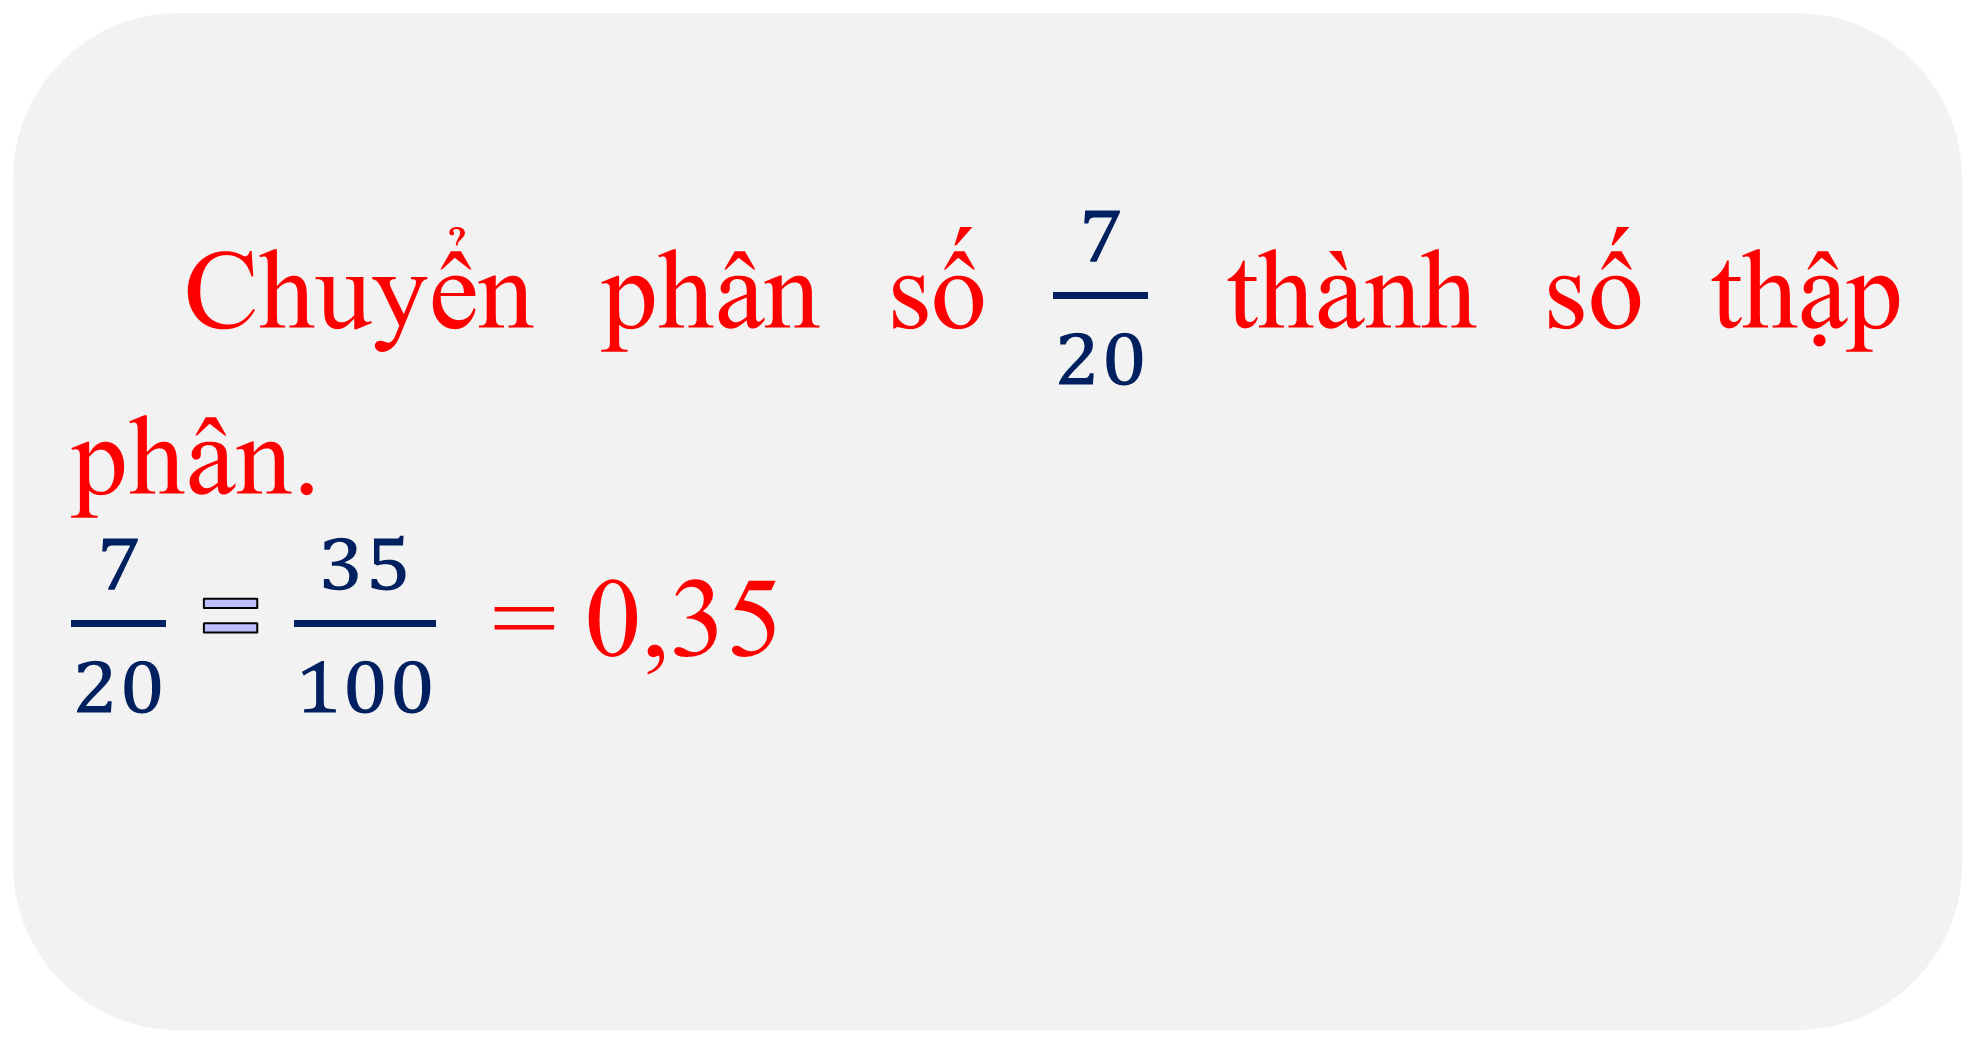 Chuyển phân số 7/20 thành số thập
phân.
7/20 = 35/100 = 0,35